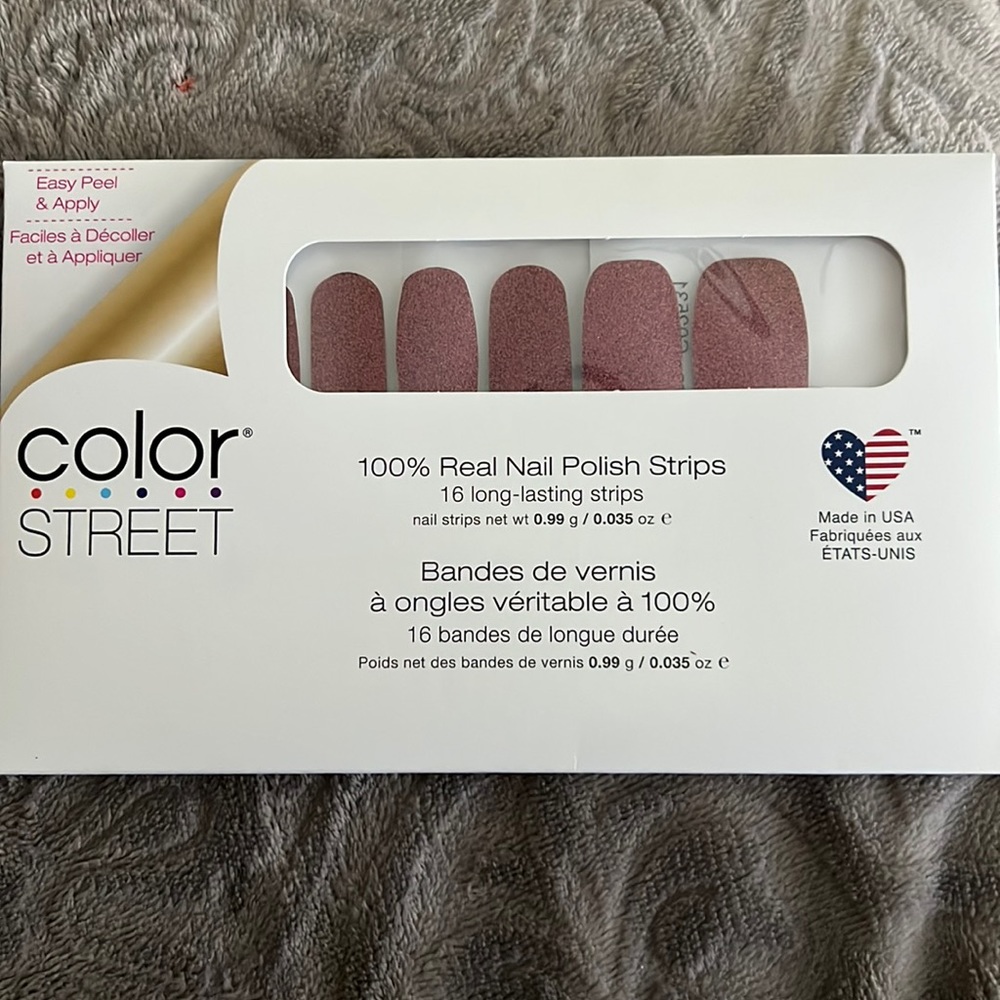 Easy Peel
& Apply
Faciles à Décoller
et à Appliquer
color®
STREET
100% Real Nail Polish Strips
16 long-lasting strips
nail strips net wt 0.99 g / 0.035 oz ℮
Bandes de vernis
à ongles véritable à 100%
16 bandes de longue durée
Poids net des bandes de vernis 0.99 g / 0.035 oz ℮
™
Made in USA
Fabriquées aux
ÉTATS-UNIS